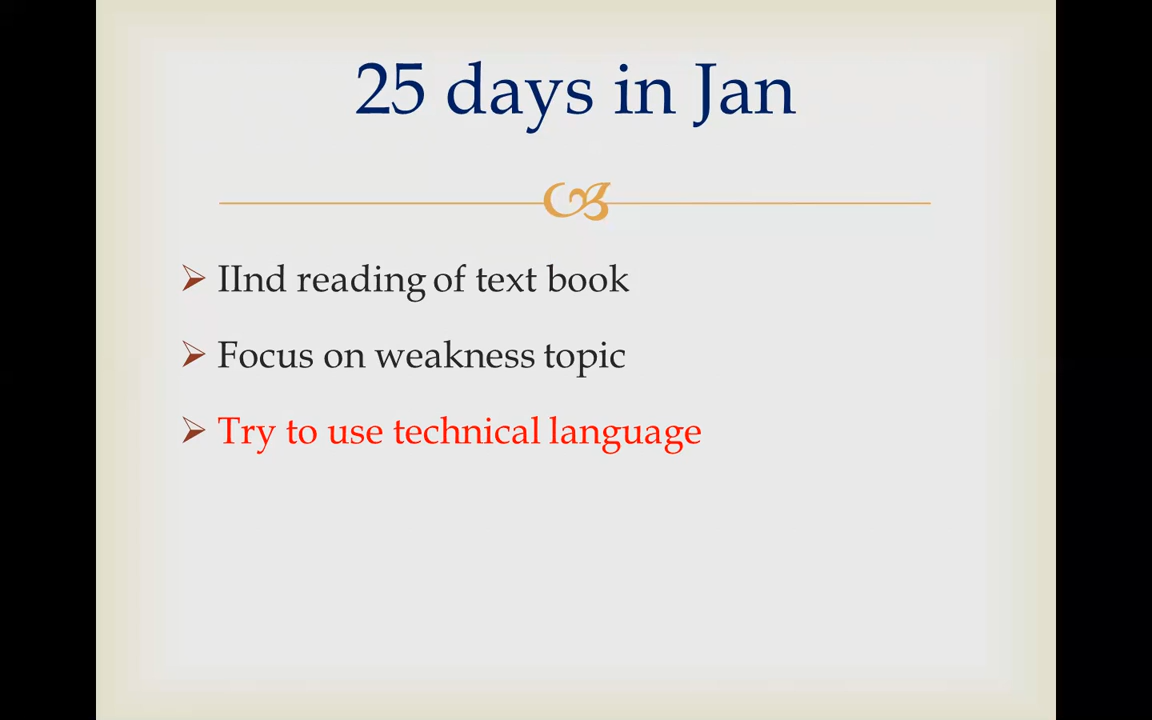 25 days in Jan
IInd reading of text book
Focus on weakness topic
Try to use technical language